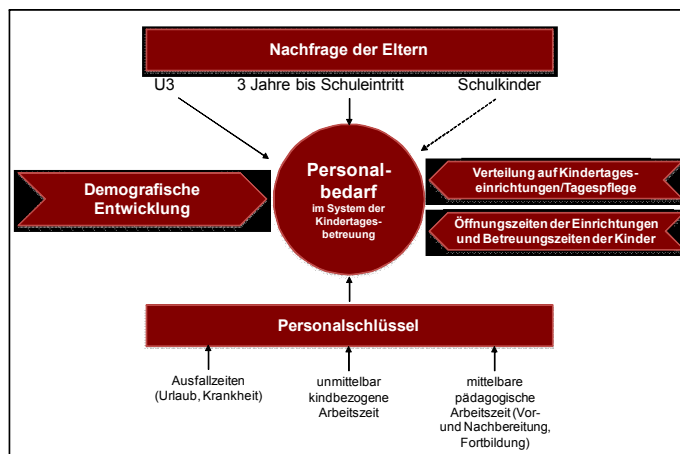 Nachfrage der Eltern
U3
3 Jahre bis Schuleintritt
Schulkinder
Demografische
Entwicklung
Personal-
bedarf
im System der
Kindertages-
betreuung
Verteilung auf Kindertages-
einrichtungen/Tagespflege
Öffnungszeiten der Einrichtungen
und Betreuungszeiten der Kinder
Personalschlüssel
Ausfallzeiten
(Urlaub, Krankheit)
unmittelbar
kindbezogene
Arbeitszeit
mittelbare
pädagogische
Arbeitszeit (Vor-
und Nachbereitung,
Fortbildung)